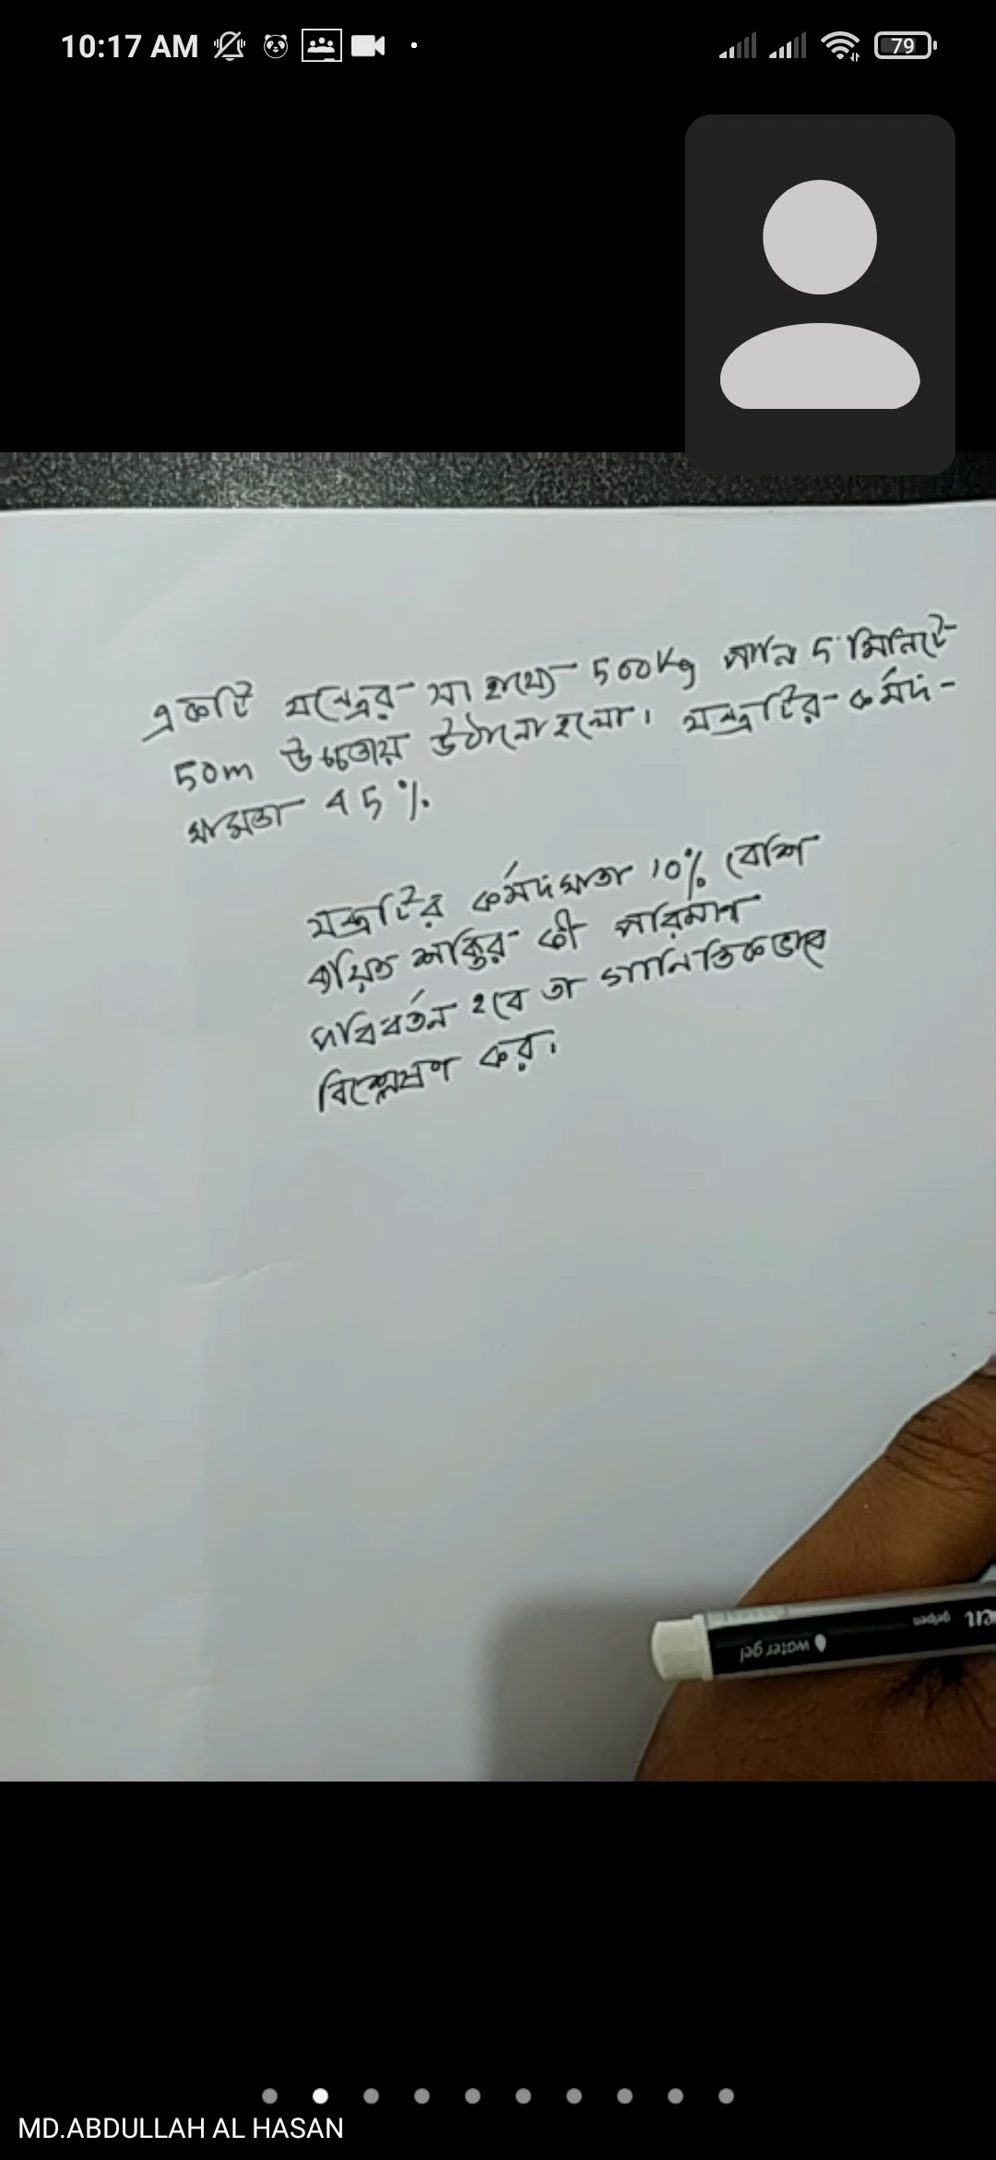 10:17 AM
79
একটি যন্ত্রের সাহায্যে 500kg পানি 5 মিনিটে
50m উচ্চতায় উঠানো হলো। যন্ত্রটির কর্মদ-
ক্ষমতা 45%.
যন্ত্রটির কর্মদক্ষতা 10% বেশি
ব্যয়িত শক্তির কী পরিমাণ
পরিবর্তন হবে তা গানিতিকভাবে
বিশ্লেষণ কর।
water gel
gelpen
MD.ABDULLAH AL HASAN